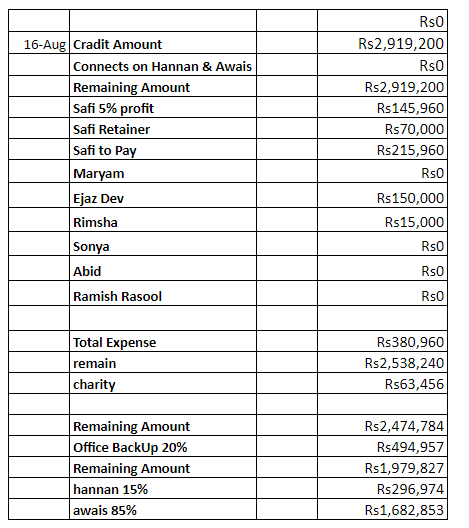 Rs0
16-Aug Cradit Amount Rs2,919,200
Connects on Hannan & Awais Rs0
Remaining Amount Rs2,919,200
Safi 5% profit Rs145,960
Safi Retainer Rs70,000
Safi to Pay Rs215,960
Maryam Rs0
Ejaz Dev Rs150,000
Rimsha Rs15,000
Sonya Rs0
Abid Rs0
Ramish Rasool Rs0
Total Expense Rs380,960
remain Rs2,538,240
charity Rs63,456
Remaining Amount Rs2,474,784
Office BackUp 20% Rs494,957
Remaining Amount Rs1,979,827
hannan 15% Rs296,974
awais 85% Rs1,682,853